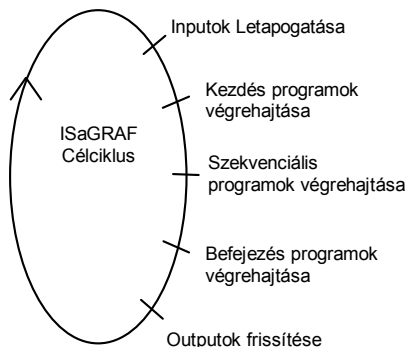 Inputok Letapogatása
Kezdés programok
végrehajtása
ISaGRAF
Célciklus
Szekvenciális
programok végrehajtása
Befejezés programok
végrehajtása
Outputok frissítése